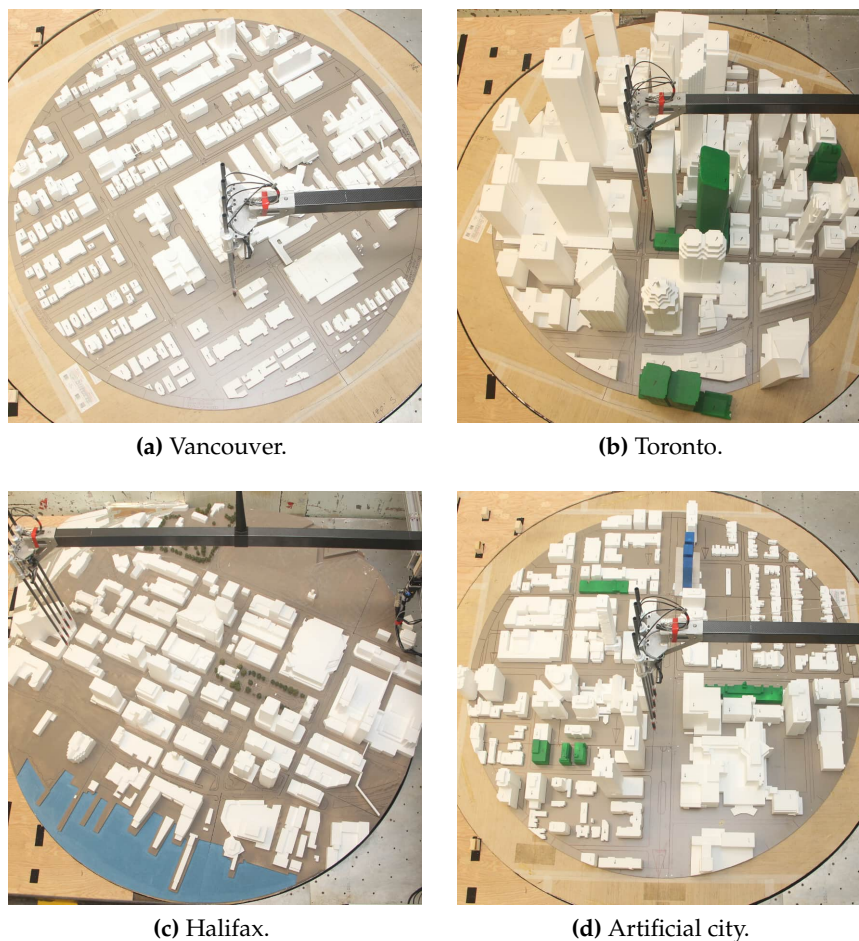 (a) Vancouver.
(b) Toronto.
(c) Halifax.
(d) Artificial city.